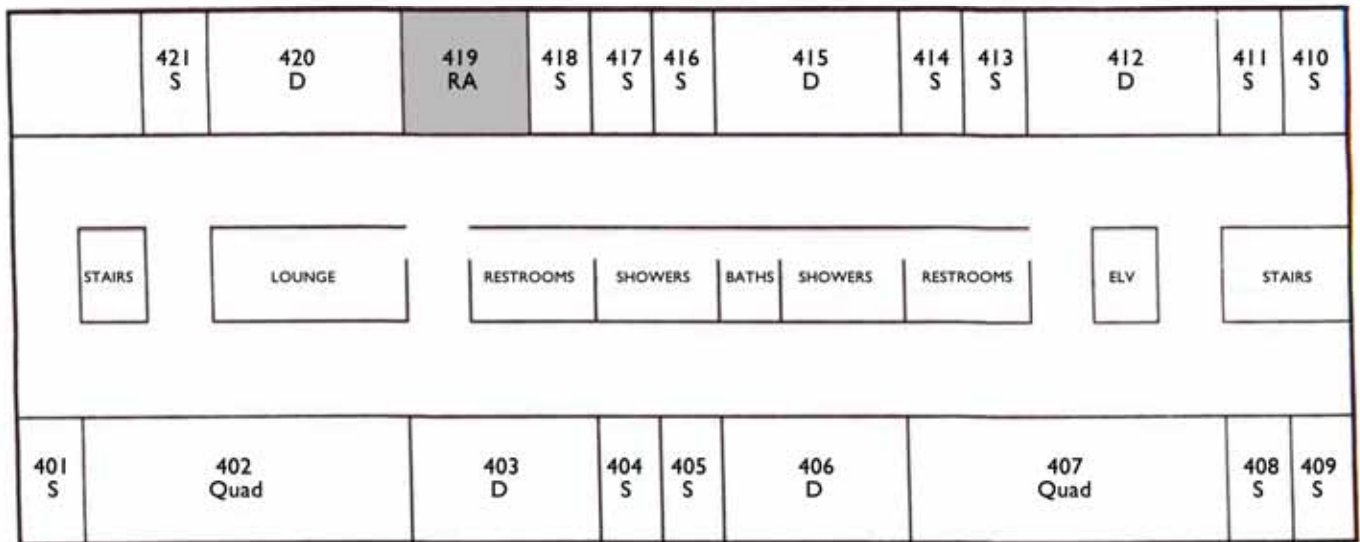 421 420 419 418 417 416 415 414 413 412 411 410
S D RA S S S D S S D S S
STAIRS LOUNGE RESTROOMS SHOWERS BATHS SHOWERS RESTROOMS ELV STAIRS
401 402 403 404 405 406 407 408 409
S Quad D S S D Quad S S